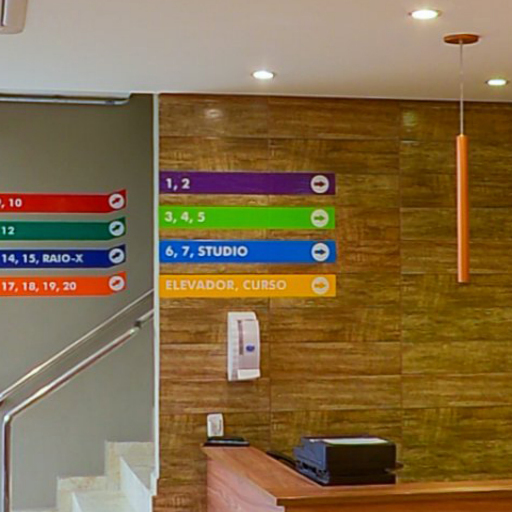 10
12
14, 15, RAIO-X
17, 18, 19, 20
1, 2
3, 4, 5
6, 7, STUDIO
ELEVADOR, CURSO